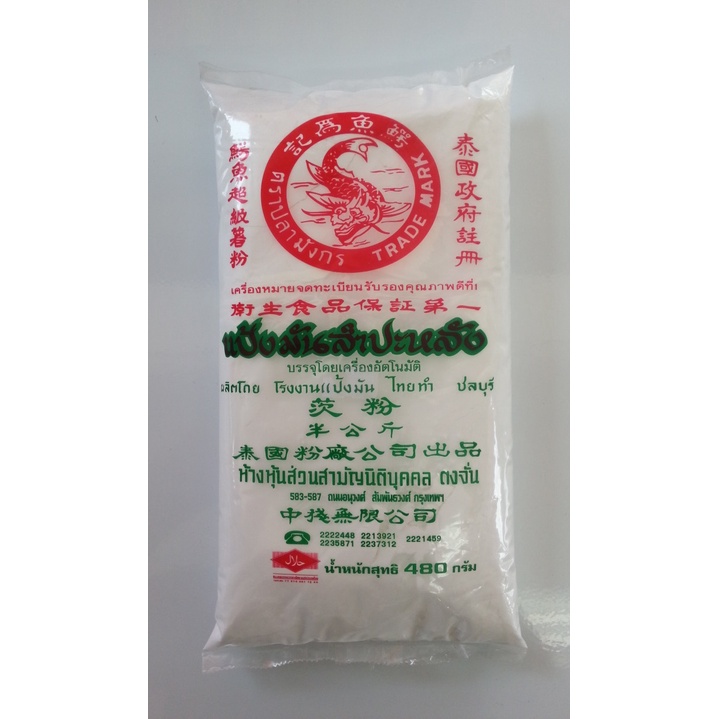 鰐魚為記
ตราปลามังกร TRADE MARK
鰐魚超級著粉
泰國政府註冊
เครื่องหมายจดทะเบียนรับรองคุณภาพดีที่1
衛生食品保証第一
แป้งมันสำปะหลัง
บรรจุโดยเครื่องอัตโนมัติ
ผลิตโดย โรงงานแป้งมัน ไทยทำ ชลบุรี
茨粉
半公斤
泰國粉廠公司出品
ห้างหุ้นส่วนสามัญนิติบุคคล ตงจั่น
583-587 ถนนอนุวงศ์ สัมพันธวงศ์ กรุงเทพฯ
中棧無限公司
2222448 2213921
2235871 2237312 2221459
حلال
น้ำหนักสุทธิ 480 กรัม